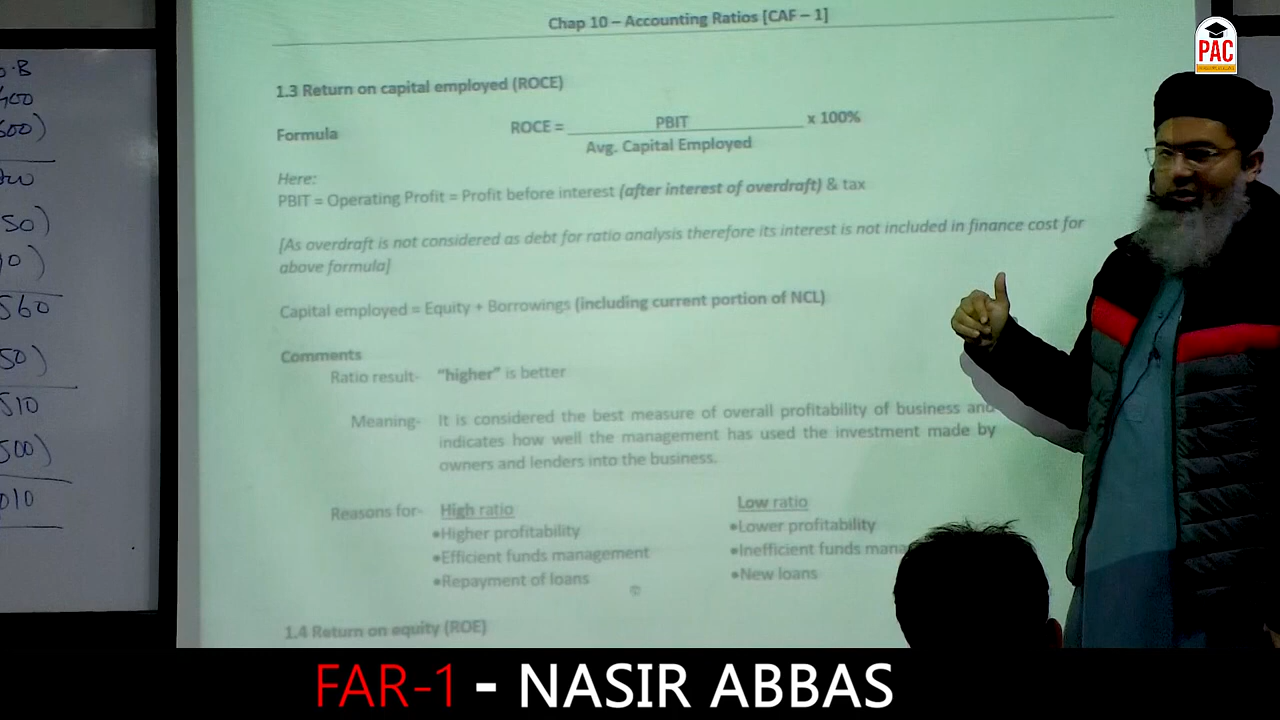 Chap 10 – Accounting Ratios [CAF – 1]
PAC
1.3 Return on capital employed (ROCE)
Formula
ROCE = PBIT x 100%
Avg. Capital Employed
Here:
PBIT = Operating Profit = Profit before interest (after interest of overdraft) & tax
[As overdraft is not considered as debt for ratio analysis therefore its interest is not included in finance cost for
above formula]
Capital employed = Equity + Borrowings (including current portion of NCL)
Comments
Ratio result- "higher" is better
Meaning- It is considered the best measure of overall profitability of business and
indicates how well the management has used the investment made by
owners and lenders into the business.
Reasons for- High ratio
•Higher profitability
•Efficient funds management
•Repayment of loans
Low ratio
•Lower profitability
•Inefficient funds mana
•New loans
1.4 Return on equity (ROE)
560
510
010
FAR-1 - NASIR ABBAS